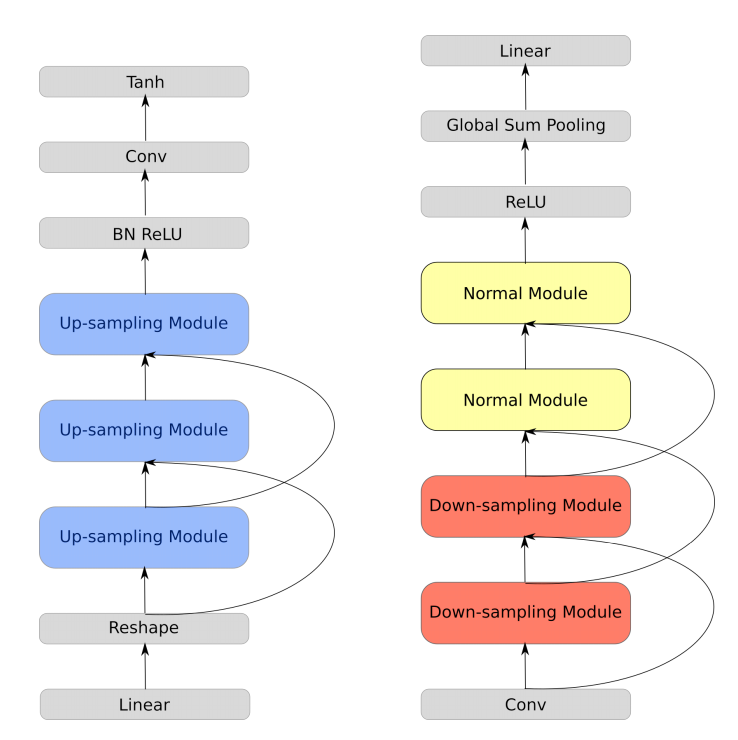 Tanh
Conv
BN ReLU
Up-sampling Module
Up-sampling Module
Up-sampling Module
Reshape
Linear
Linear
Global Sum Pooling
ReLU
Normal Module
Normal Module
Down-sampling Module
Down-sampling Module
Conv